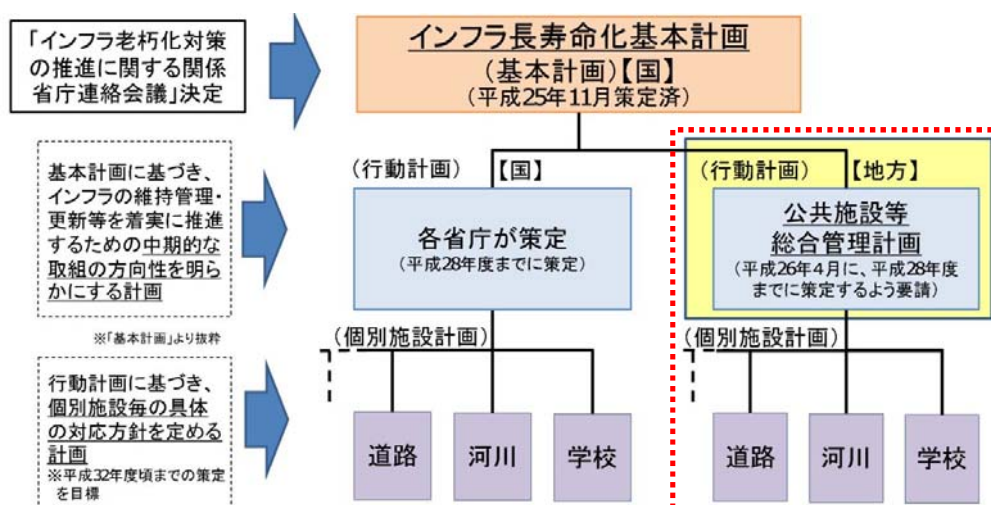 「インフラ老朽化対策
の推進に関する関係
省庁連絡会議」決定
インフラ長寿命化基本計画
(基本計画)【国】
(平成25年11月策定済)
基本計画に基づき、
インフラの維持管理・
更新等を着実に推進
するための中期的な
取組の方向性を明ら
かにする計画
※「基本計画」より抜粋
(行動計画) 【国】
各省庁が策定
(平成28年度までに策定)
(行動計画) 【地方】
公共施設等
総合管理計画
(平成26年4月に、平成28年度
までに策定するよう要請)
行動計画に基づき、
個別施設毎の具体
の対応方針を定める
計画
※平成32年度頃までの策定
を目標
(個別施設計画)
道路 河川 学校
(個別施設計画)
道路 河川 学校